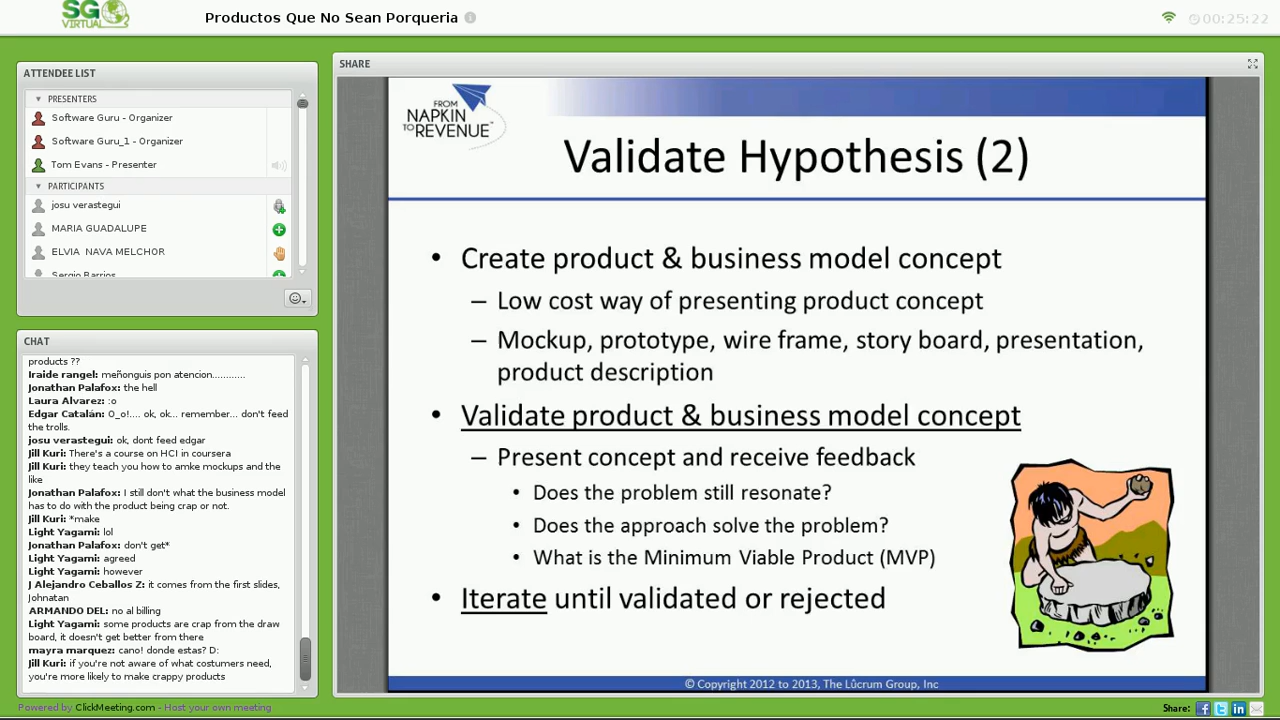 SG
VIRTUAL
Productos Que No Sean Porqueria
00:25:22
ATTENDEE LIST
PRESENTERS
Software Guru - Organizer
Software Guru_1 - Organizer
Tom Evans - Presenter
PARTICIPANTS
josu verastegui
MARIA GUADALUPE
ELVIA NAVA MELCHOR
Sergio Barrios
CHAT
products ??
Iraide rangel: meñonguis pon atencion............
Jonathan Palafox: the hell
Laura Alvarez: :o
Edgar Catalán: O_o!.... ok, ok... remember... don't feed
the trolls.
josu verastegui: ok, dont feed edgar
Jill Kuri: There's a course on HCI in coursera
Jill Kuri: they teach you how to amke mockups and the
like
Jonathan Palafox: I still don't what the business model
has to do with the product being crap or not.
Jill Kuri: *make
Light Yagami: lol
Jonathan Palafox: don't get*
Light Yagami: agreed
Light Yagami: however
J Alejandro Ceballos Z: it comes from the first slides,
Johnatan
ARMANDO DEL: no al billing
Light Yagami: some products are crap from the draw
board, it doesn't get better from there
mayra marquez: cano! donde estas? D:
Jill Kuri: if you're not aware of what costumers need,
you're more likely to make crappy products
Powered by ClickMeeting.com - Host your own meeting
SHARE
FROM
NAPKIN
TO REVENUE™
Validate Hypothesis (2)
• Create product & business model concept
– Low cost way of presenting product concept
– Mockup, prototype, wire frame, story board, presentation,
product description
• Validate product & business model concept
– Present concept and receive feedback
• Does the problem still resonate?
• Does the approach solve the problem?
• What is the Minimum Viable Product (MVP)
• Iterate until validated or rejected
© Copyright 2012 to 2013, The Lûcrum Group, Inc
Share: